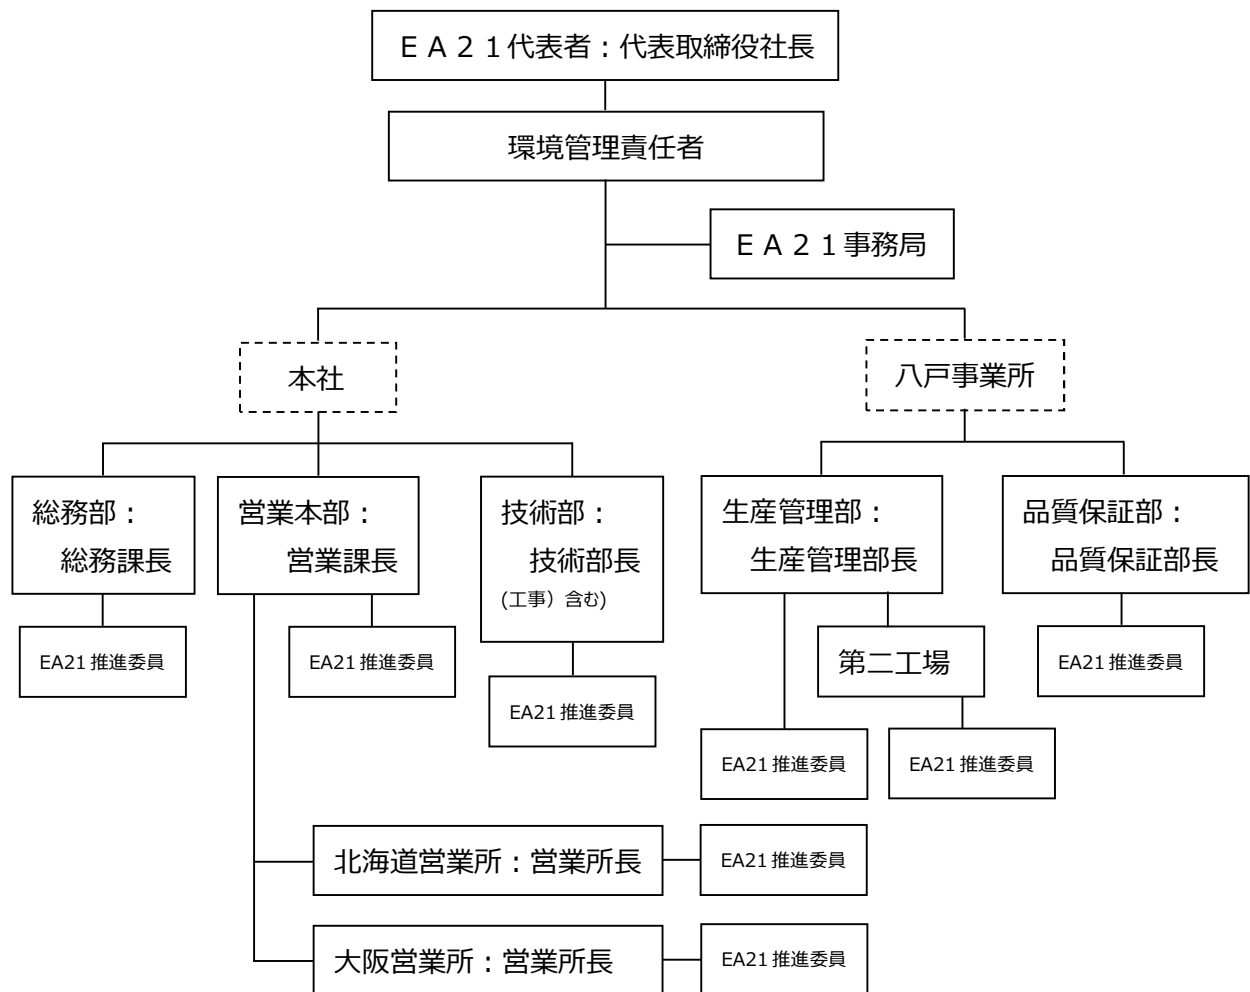 ＥＡ２１代表者：代表取締役社長
環境管理責任者
ＥＡ２１事務局
本社
八戸事業所
総務部：
総務課長
営業本部：
営業課長
技術部：
技術部長
(工事）含む)
生産管理部：
生産管理部長
品質保証部：
品質保証部長
EA21推進委員
EA21推進委員
EA21推進委員
第二工場
EA21推進委員
EA21推進委員
EA21推進委員
北海道営業所：営業所長
EA21推進委員
大阪営業所：営業所長
EA21推進委員